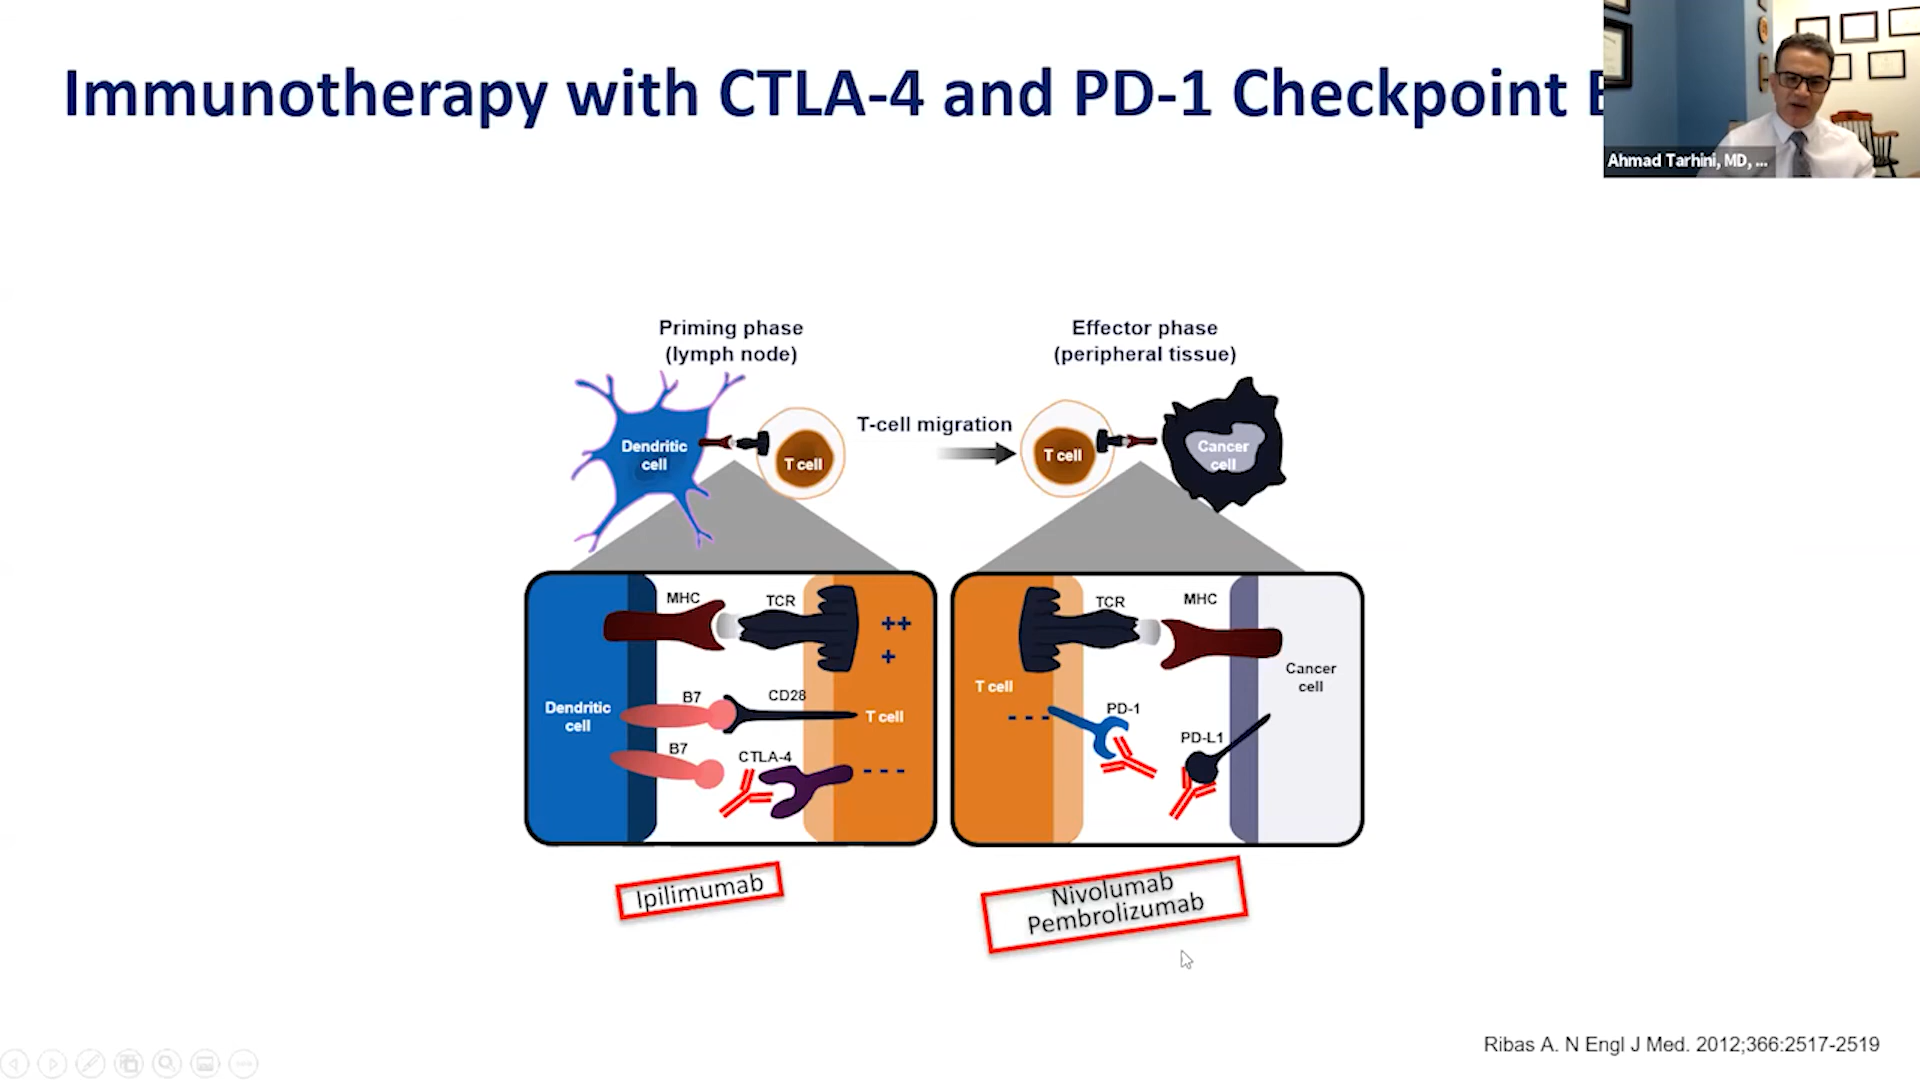 Immunotherapy with CTLA-4 and PD-1 Checkpoint
Ahmad Tarhini, MD, ...
Priming phase
(lymph node)
Effector phase
(peripheral tissue)
Dendritic
cell
T cell
T-cell migration
T cell
Cancer
cell
MHC
TCR
++
+
B7
CD28
Dendritic
cell
T cell
B7
CTLA-4
- - -
TCR
MHC
Cancer
cell
T cell
- - -
PD-1
PD-L1
Ipilimumab
Nivolumab
Pembrolizumab
Ribas A. N Engl J Med. 2012;366:2517-2519